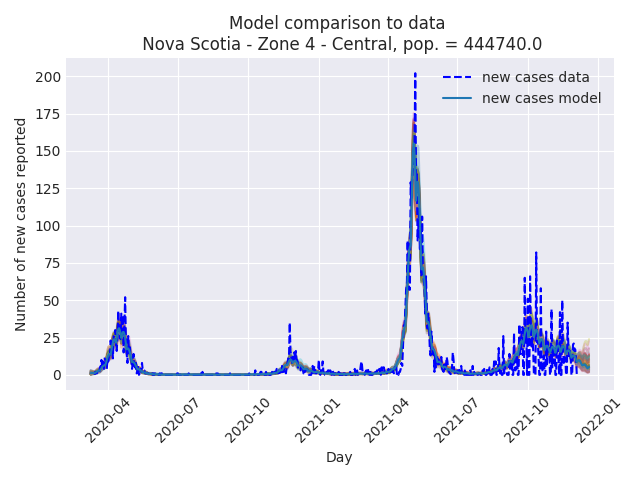 Model comparison to data
Nova Scotia - Zone 4 - Central, pop. = 444740.0
new cases data
new cases model
Number of new cases reported
200
175
150
125
100
75
50
25
0
2020-04
2020-07
2020-10
2021-01
2021-04
2021-07
2021-10
2022-01
Day